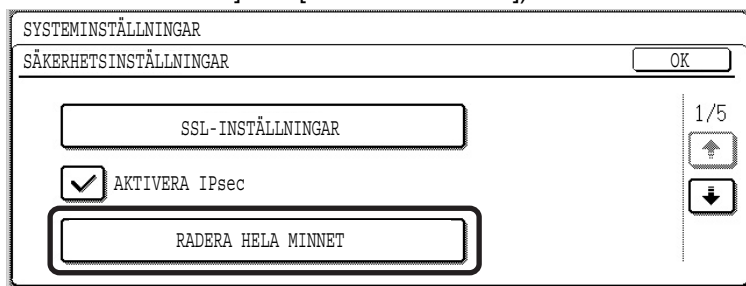 SYSTEMINSTÄLLNINGAR
SÄKERHETSINSTÄLLNINGAR
OK
SSL-INSTÄLLNINGAR
1/5
AKTIVERA IPsec
RADERA HELA MINNET